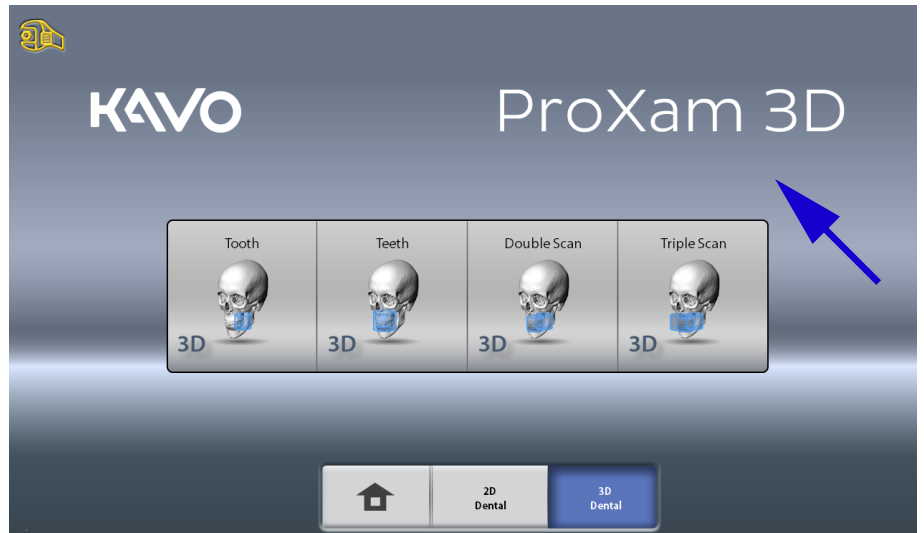 KAVO
ProXam 3D
Tooth
Teeth
Double Scan
Triple Scan
3D
3D
3D
3D
2D
Dental
3D
Dental